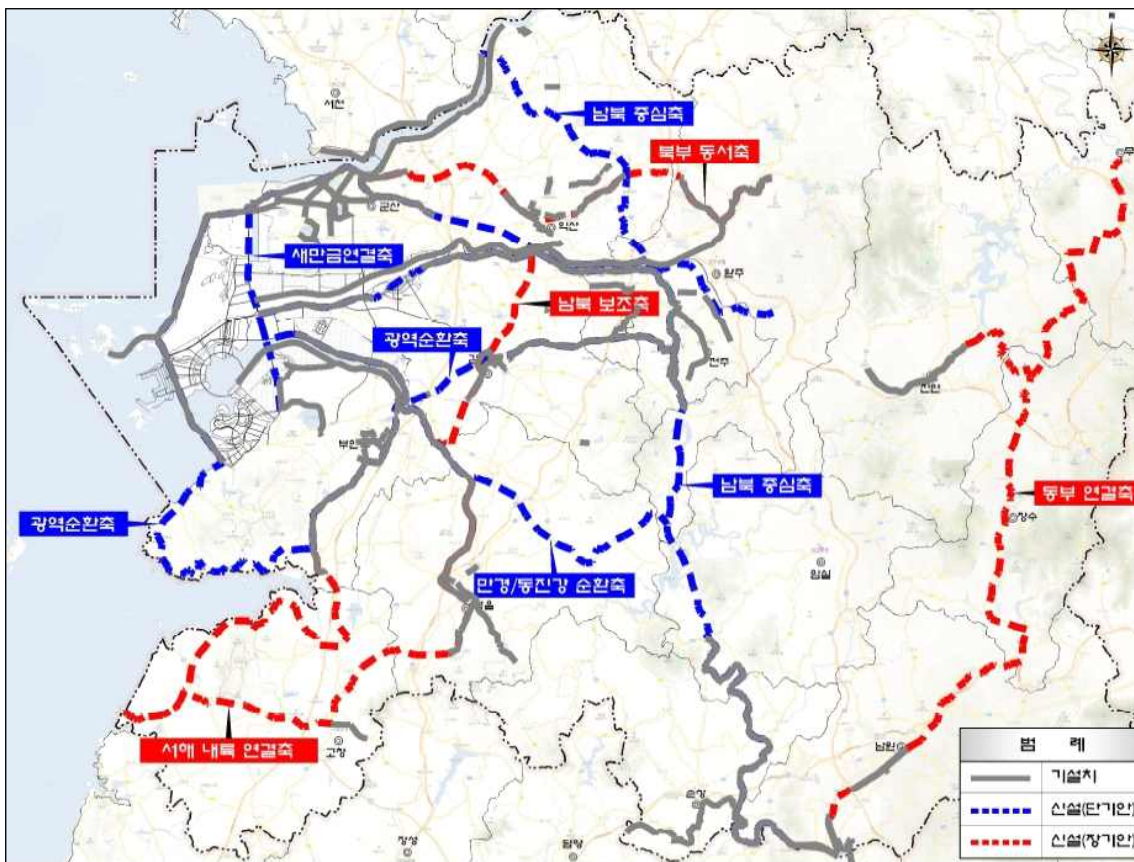 서천
남북 중심축
북부 동서축
무
군산
익산
새만금연결축
완주
남북 보조축
광역순환축
김
전주
진안
부안
남북 중심축
동부 연결축
광역순환축
장수
임실
만경/동진강 순환축
정읍
서해 내륙 연결축
고창
남원
순창
장성
담양
범 례
기설치
신설(단기안)
신설(장기안)